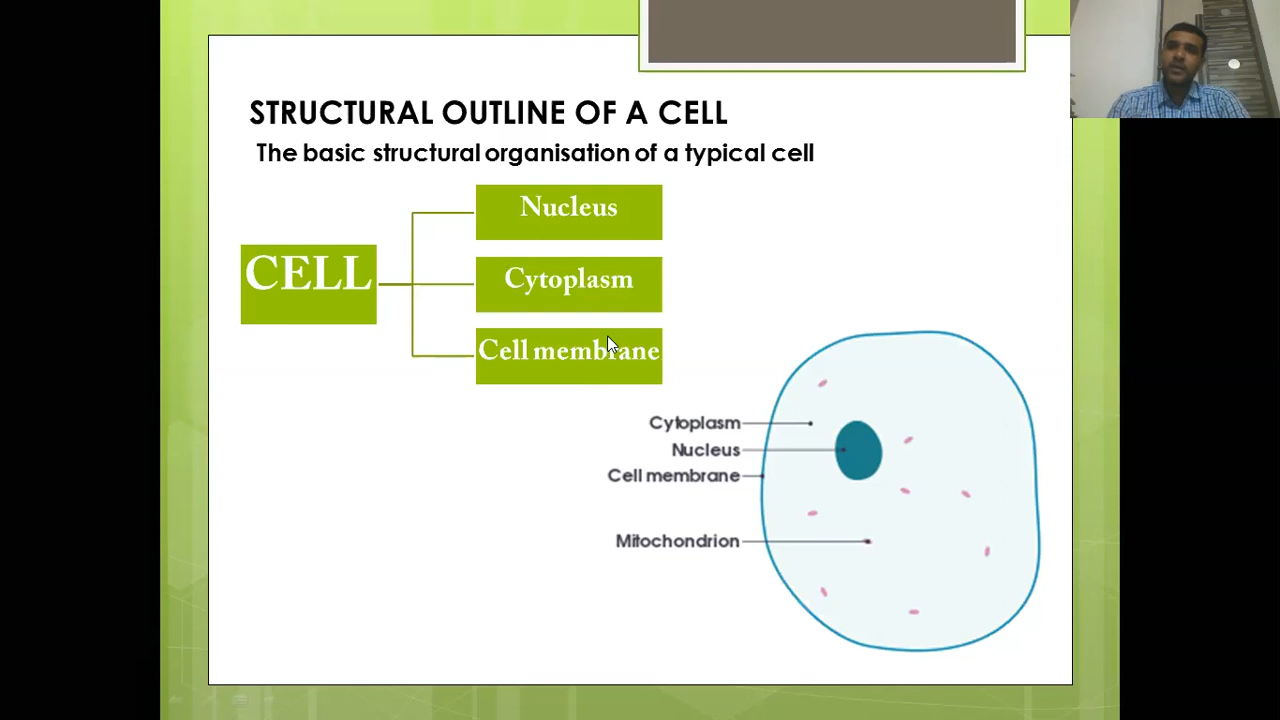 STRUCTURAL OUTLINE OF A CELL
The basic structural organisation of a typical cell
CELL
Nucleus
Cytoplasm
Cell membrane
Cytoplasm
Nucleus
Cell membrane
Mitochondrion